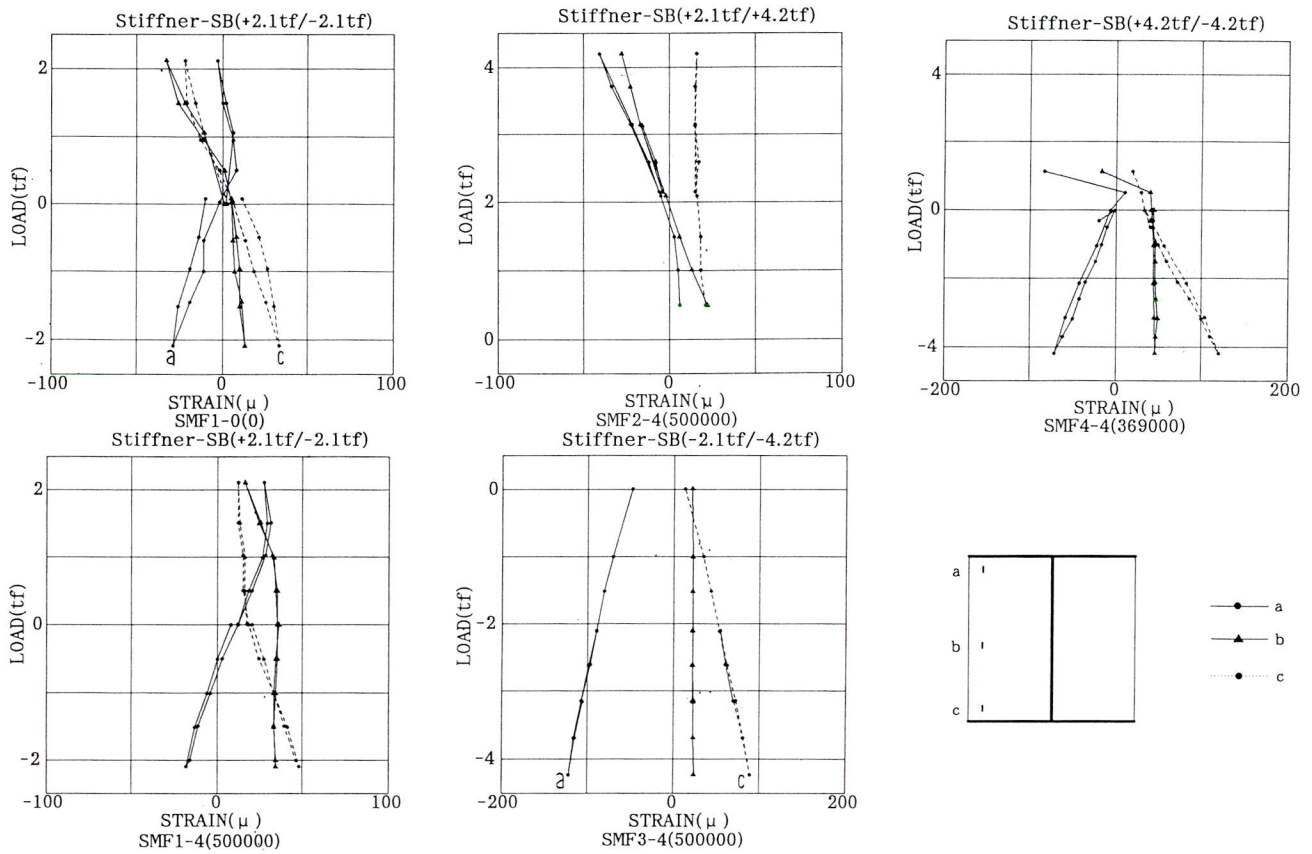 Stiffner-SB(+2.1tf/-2.1tf)
2
0
-2
LOAD(tf)
a
c
-100
0
100
STRAIN(μ)
SMF1-0(0)
Stiffner-SB(+2.1tf/+4.2tf)
4
2
0
LOAD(tf)
-100
0
100
STRAIN(μ)
SMF2-4(500000)
Stiffner-SB(+4.2tf/-4.2tf)
4
0
-4
LOAD(tf)
-200
0
200
STRAIN(μ)
SMF4-4(369000)
Stiffner-SB(+2.1tf/-2.1tf)
2
0
-2
LOAD(tf)
-100
0
100
STRAIN(μ)
SMF1-4(500000)
Stiffner-SB(-2.1tf/-4.2tf)
0
-2
-4
LOAD(tf)
a
c
-200
0
200
STRAIN(μ)
SMF3-4(500000)
a
b
c
a
b
c